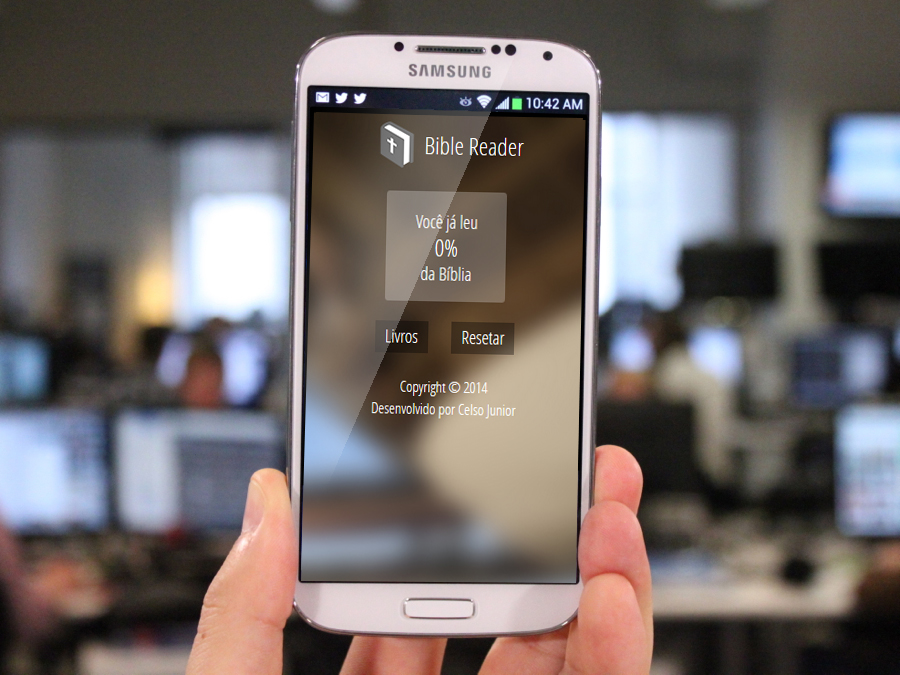 SAMSUNG
10:42 AM
Bible Reader
Você já leu
0%
da Bíblia
Livros Resetar
Copyright © 2014
Desenvolvido por Celso Junior